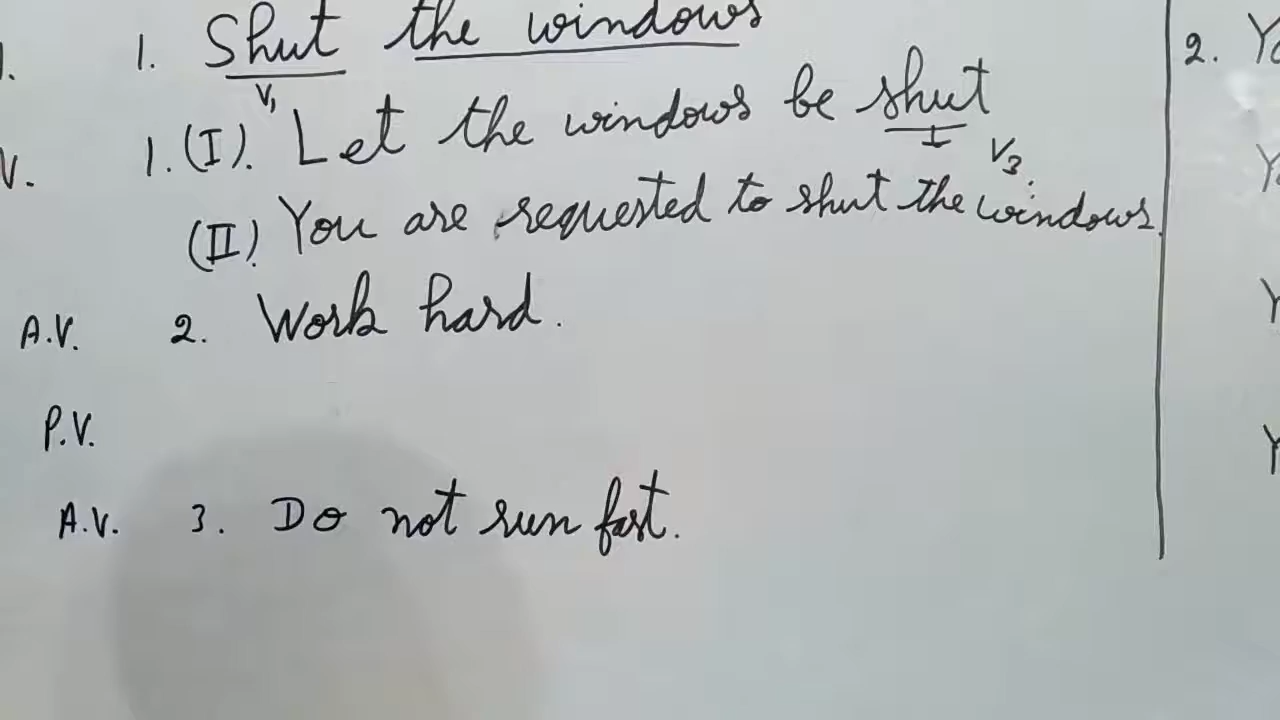 1. Shut the windows
V1
V. 1. (I). Let the windows be shut
V3.
(II) You are requested to shut the windows.
A.V. 2. Work hard.
P.V.
A.V. 3. Do not run fast.
2.